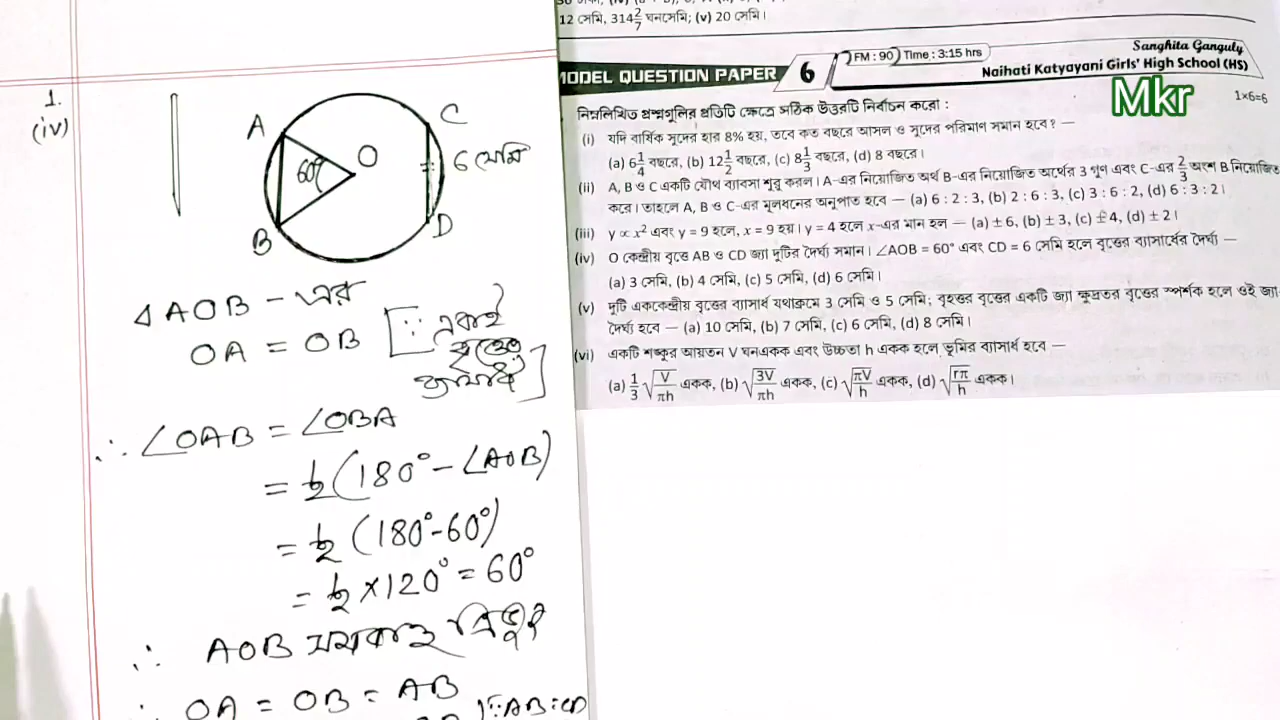 1.
(iv)
A
B
C
D
O
60°
6 সেমি
△AOB - এর
OA = OB [∵ একই
বৃত্তের
ব্যাসার্ধ]
∴ ∠OAB = ∠OBA
= 1/2 (180° - ∠AOB)
= 1/2 (180° - 60°)
= 1/2 × 120° = 60°
∴ AOB সমবাহু ত্রিভুজ
∴ OA = OB = AB
∵AB=CD
12 সেমি, 314 2/7 ঘনসেমি; (v) 20 সেমি।
MODEL QUESTION PAPER 6 FM : 90 Time : 3:15 hrs
Sanghita Ganguly
Naihati Katyayani Girls' High School (HS)
Mkr
নিম্নলিখিত প্রশ্নগুলির প্রতিটি ক্ষেত্রে সঠিক উত্তরটি নির্বাচন করো : 1×6=6
(i) যদি বার্ষিক সুদের হার 8% হয়, তবে কত বছরে আসল ও সুদের পরিমাণ সমান হবে? —
(a) 6 1/4 বছরে, (b) 12 1/2 বছরে, (c) 8 1/3 বছরে, (d) 8 বছরে।
(ii) A, B ও C একটি যৌথ ব্যাবসা শুরু করল। A-এর নিয়োজিত অর্থ B-এর নিয়োজিত অর্থের 3 গুণ এবং C-এর 2/3 অংশ B নিয়োজিত
করে। তাহলে A, B ও C-এর মূলধনের অনুপাত হবে — (a) 6 : 2 : 3, (b) 2 : 6 : 3, (c) 3 : 6 : 2, (d) 6 : 3 : 2।
(iii) y ∝ x² এবং y = 9 হলে, x = 9 হয়। y = 4 হলে x-এর মান হল — (a) ± 6, (b) ± 3, (c) ± 4, (d) ± 2।
(iv) O কেন্দ্রীয় বৃত্তে AB ও CD জ্যা দুটির দৈর্ঘ্য সমান। ∠AOB = 60° এবং CD = 6 সেমি হলে বৃত্তের ব্যাসার্ধের দৈর্ঘ্য —
(a) 3 সেমি, (b) 4 সেমি, (c) 5 সেমি, (d) 6 সেমি।
(v) দুটি এককেন্দ্রীয় বৃত্তের ব্যাসার্ধ যথাক্রমে 3 সেমি ও 5 সেমি; বৃহত্তর বৃত্তের একটি জ্যা ক্ষুদ্রতর বৃত্তের স্পর্শক হলে ওই জ্যা-
দৈর্ঘ্য হবে — (a) 10 সেমি, (b) 7 সেমি, (c) 6 সেমি, (d) 8 সেমি।
(vi) একটি শঙ্কুর আয়তন V ঘনএকক এবং উচ্চতা h একক হলে ভূমির ব্যাসার্ধ হবে —
(a) 1/3 √(V/πh) একক, (b) √(3V/πh) একক, (c) √(πV/h) একক, (d) √(rπ/h) একক।